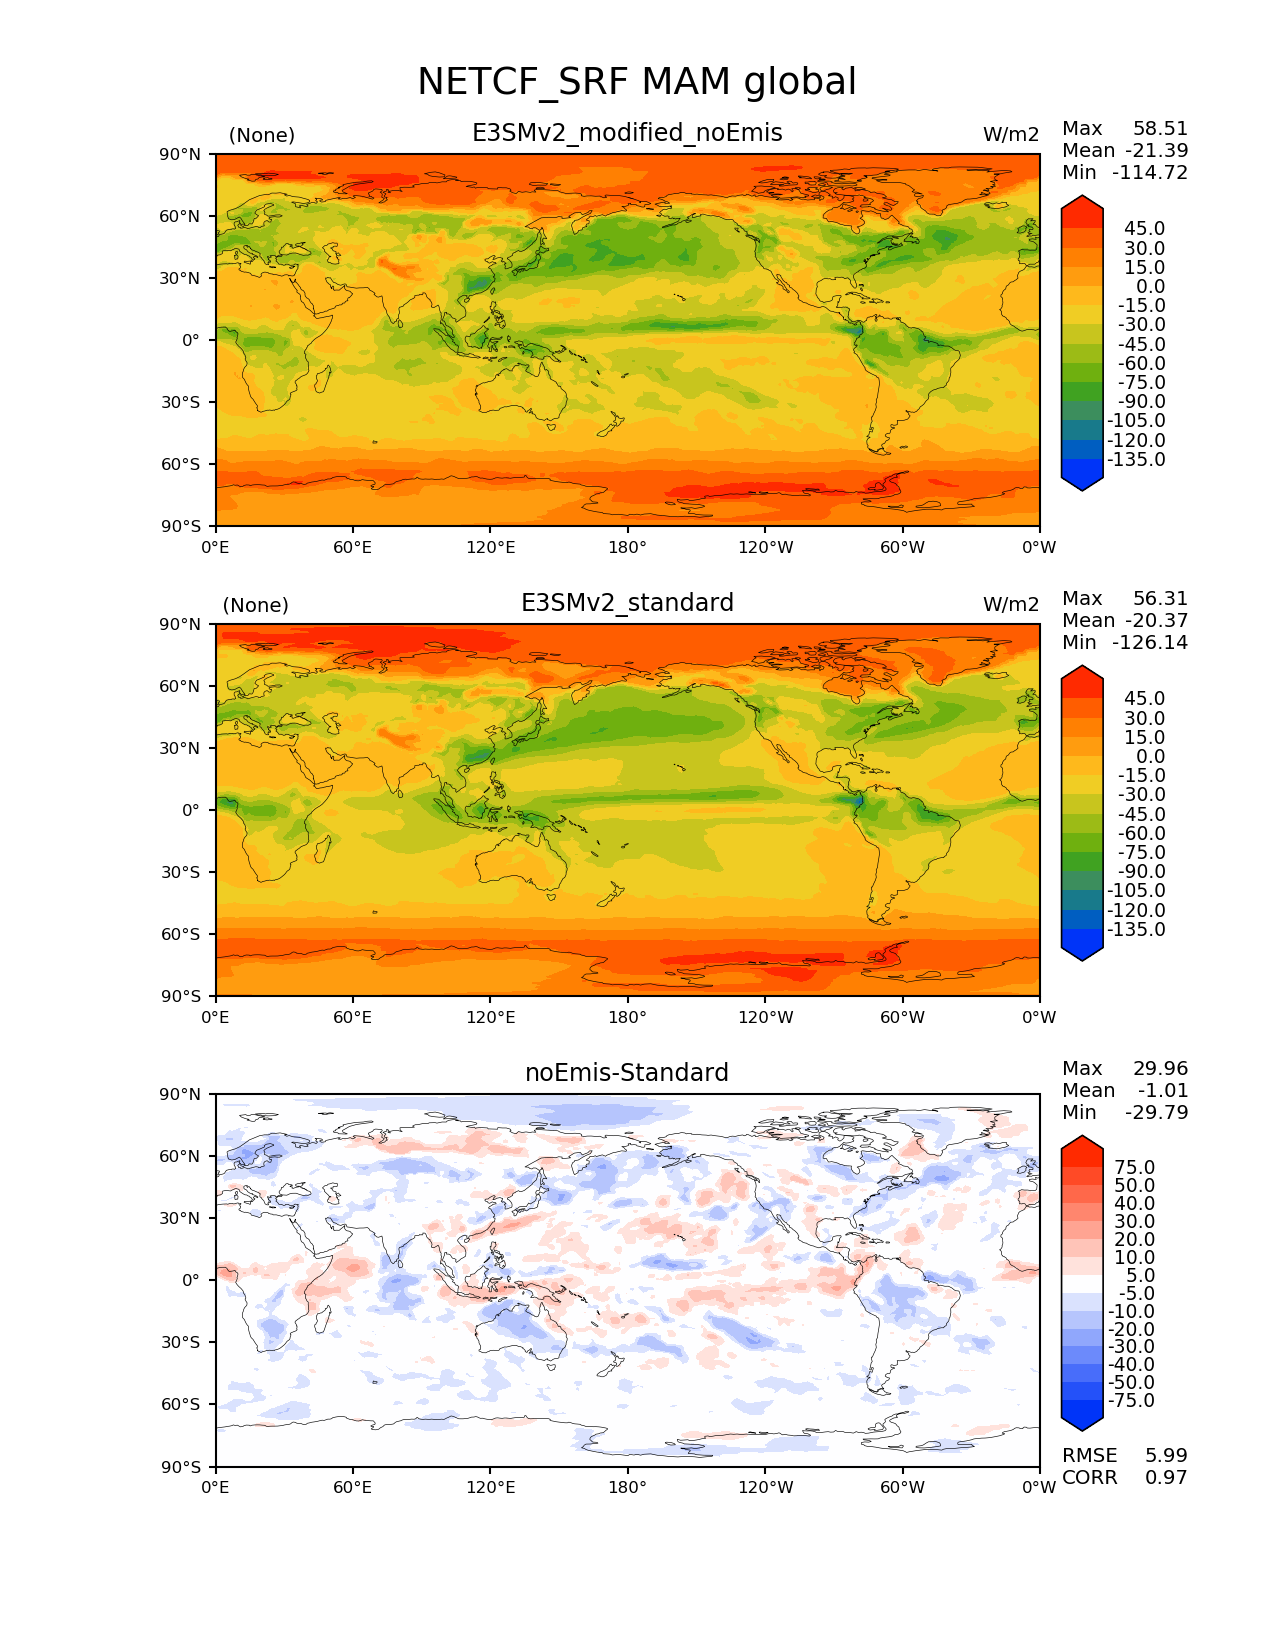 NETCF_SRF MAM global
(None) E3SMv2_modified_noEmis W/m2
Max 58.51
Mean -21.39
Min -114.72
90°N
60°N
30°N
0°
30°S
60°S
90°S
0°E 60°E 120°E 180° 120°W 60°W 0°W
45.0
30.0
15.0
0.0
-15.0
-30.0
-45.0
-60.0
-75.0
-90.0
-105.0
-120.0
-135.0
(None) E3SMv2_standard W/m2
Max 56.31
Mean -20.37
Min -126.14
90°N
60°N
30°N
0°
30°S
60°S
90°S
0°E 60°E 120°E 180° 120°W 60°W 0°W
45.0
30.0
15.0
0.0
-15.0
-30.0
-45.0
-60.0
-75.0
-90.0
-105.0
-120.0
-135.0
noEmis-Standard
Max 29.96
Mean -1.01
Min -29.79
90°N
60°N
30°N
0°
30°S
60°S
90°S
0°E 60°E 120°E 180° 120°W 60°W 0°W
75.0
50.0
40.0
30.0
20.0
10.0
5.0
-5.0
-10.0
-20.0
-30.0
-40.0
-50.0
-75.0
RMSE 5.99
CORR 0.97